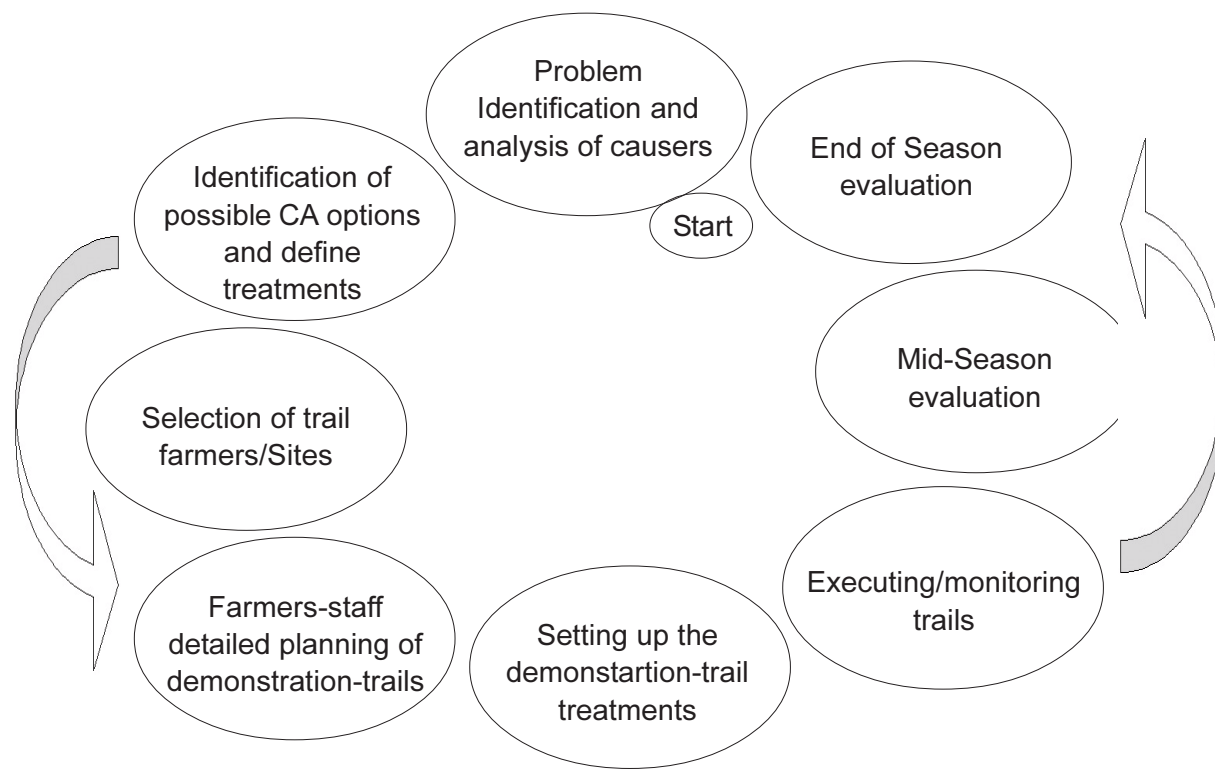 Problem
Identification and
analysis of causers
Start
Identification of
possible CA options
and define
treatments
Selection of trail
farmers/Sites
Farmers-staff
detailed planning of
demonstration-trails
Setting up the
demonstartion-trail
treatments
Executing/monitoring
trails
Mid-Season
evaluation
End of Season
evaluation